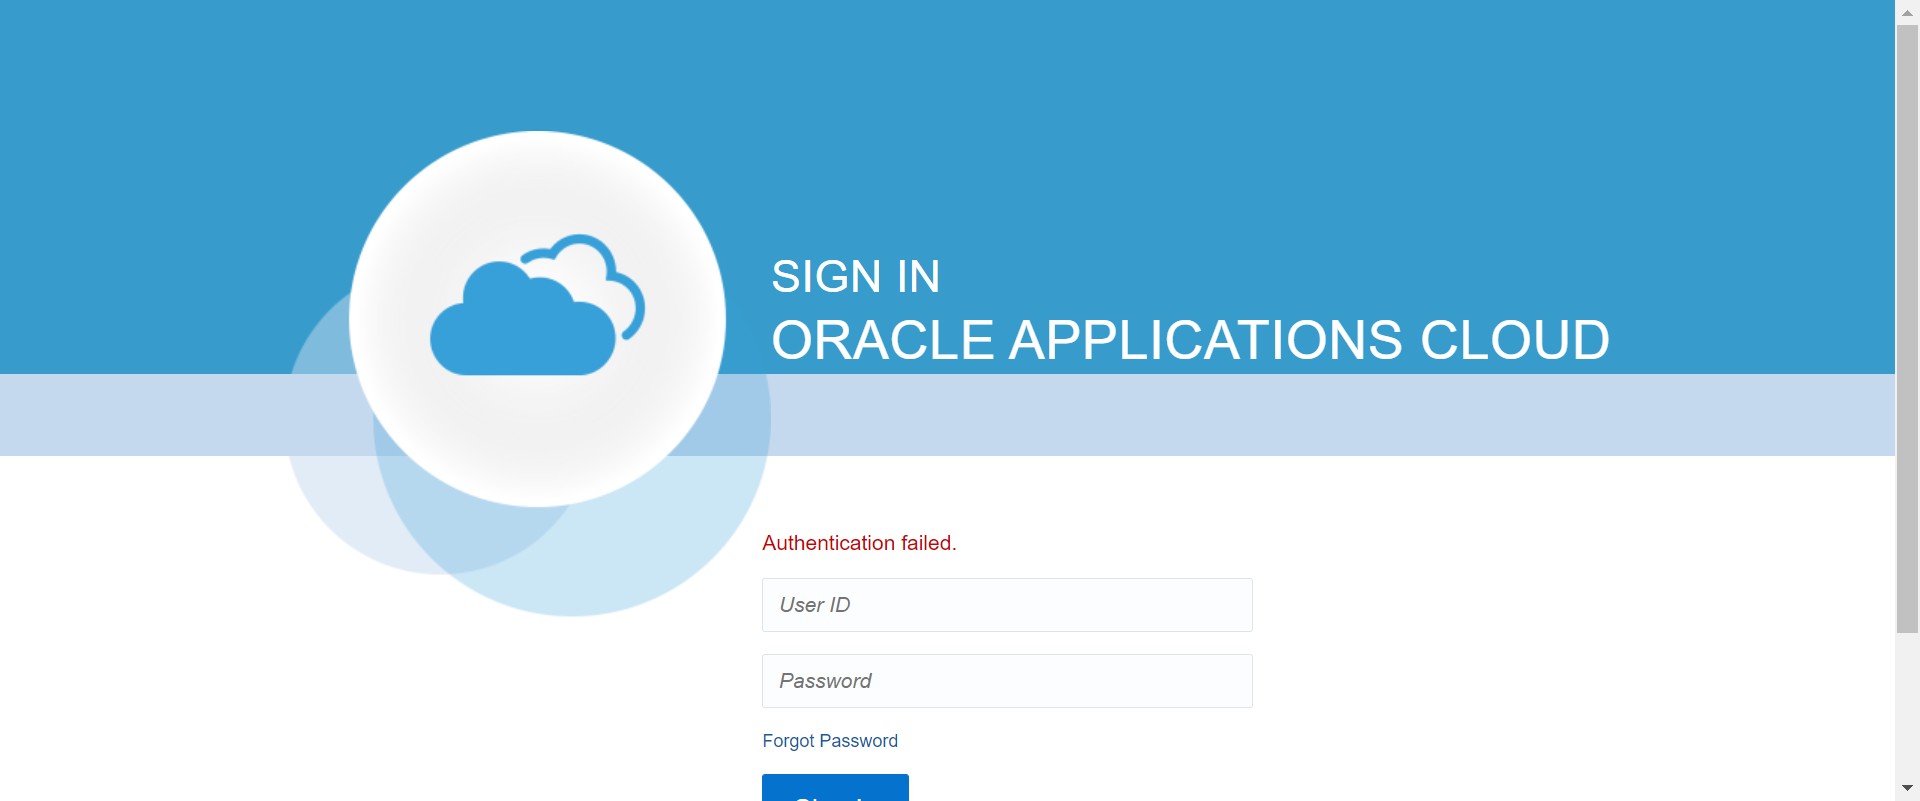 SIGN IN
ORACLE APPLICATIONS CLOUD
Authentication failed.
User ID
Password
Forgot Password